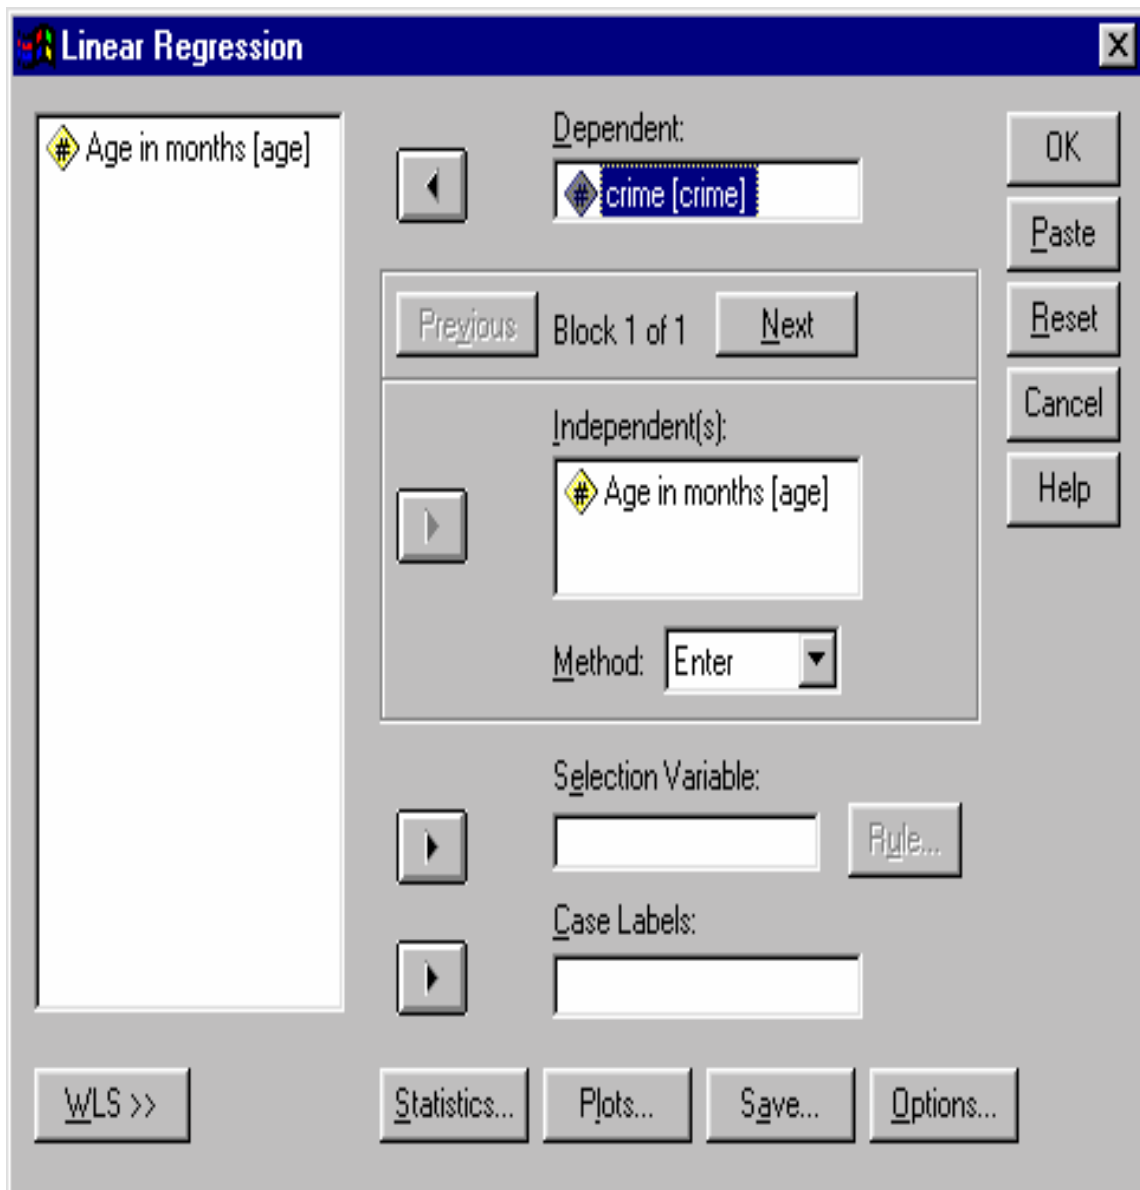 Linear Regression
Age in months [age]
Dependent:
# crime [crime]
Previous
Block 1 of 1
Next
Independent(s):
# Age in months [age]
Method:
Enter
Selection Variable:
Rule...
Case Labels:
OK
Paste
Reset
Cancel
Help
WLS >>
Statistics...
Plots...
Save...
Options...